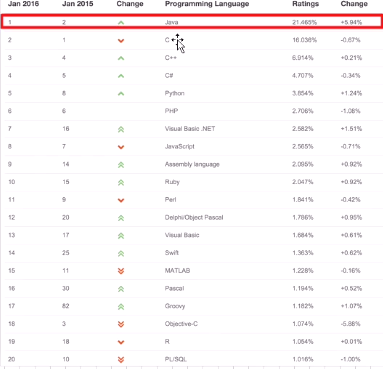 Jan 2016 Jan 2015 Change Programming Language Ratings Change
1 2 Java 21.465% +5.94%
2 1 C 16.036% -0.67%
3 4 C++ 6.914% +0.21%
4 5 C# 4.707% -0.34%
5 8 Python 3.854% +1.24%
6 6 PHP 2.706% -1.08%
7 16 Visual Basic .NET 2.582% +1.51%
8 7 JavaScript 2.565% -0.71%
9 14 Assembly language 2.095% +0.92%
10 15 Ruby 2.047% +0.92%
11 9 Perl 1.841% -0.42%
12 20 Delphi/Object Pascal 1.786% +0.95%
13 17 Visual Basic 1.684% +0.61%
14 25 Swift 1.363% +0.62%
15 11 MATLAB 1.228% -0.16%
16 30 Pascal 1.194% +0.52%
17 82 Groovy 1.182% +1.07%
18 3 Objective-C 1.074% -5.88%
19 18 R 1.054% +0.01%
20 10 PL/SQL 1.016% -1.00%